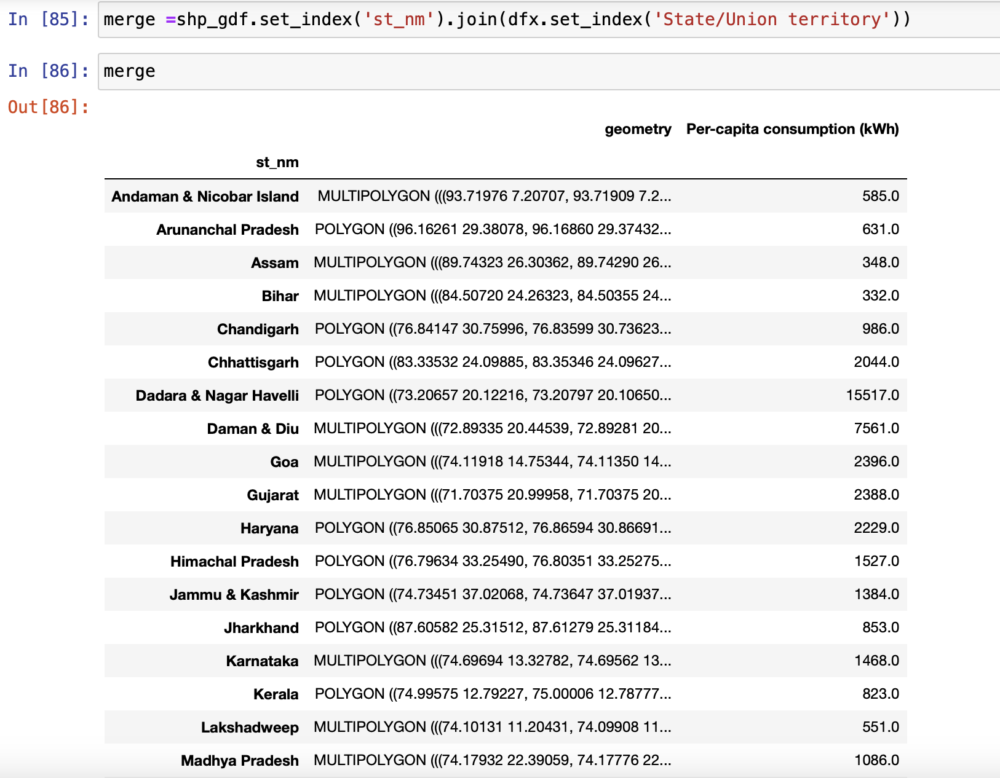 In [85]: merge =shp_gdf.set_index('st_nm').join(dfx.set_index('State/Union territory'))
In [86]: merge
Out[86]:
geometry Per-capita consumption (kWh)
st_nm
Andaman & Nicobar Island MULTIPOLYGON (((93.71976 7.20707, 93.71909 7.2... 585.0
Arunanchal Pradesh POLYGON ((96.16261 29.38078, 96.16860 29.37432... 631.0
Assam MULTIPOLYGON (((89.74323 26.30362, 89.74290 26... 348.0
Bihar MULTIPOLYGON (((84.50720 24.26323, 84.50355 24... 332.0
Chandigarh POLYGON ((76.84147 30.75996, 76.83599 30.73623... 986.0
Chhattisgarh POLYGON ((83.33532 24.09885, 83.35346 24.09627... 2044.0
Dadara & Nagar Havelli POLYGON ((73.20657 20.12216, 73.20797 20.10650... 15517.0
Daman & Diu MULTIPOLYGON (((72.89335 20.44539, 72.89281 20... 7561.0
Goa MULTIPOLYGON (((74.11918 14.75344, 74.11350 14... 2396.0
Gujarat MULTIPOLYGON (((71.70375 20.99958, 71.70375 20... 2388.0
Haryana POLYGON ((76.85065 30.87512, 76.86594 30.86691... 2229.0
Himachal Pradesh POLYGON ((76.79634 33.25490, 76.80351 33.25275... 1527.0
Jammu & Kashmir POLYGON ((74.73451 37.02068, 74.73647 37.01937... 1384.0
Jharkhand POLYGON ((87.60582 25.31512, 87.61279 25.31184... 853.0
Karnataka MULTIPOLYGON (((74.69694 13.32782, 74.69562 13... 1468.0
Kerala POLYGON ((74.99575 12.79227, 75.00006 12.78777... 823.0
Lakshadweep MULTIPOLYGON (((74.10131 11.20431, 74.09908 11... 551.0
Madhya Pradesh MULTIPOLYGON (((74.17932 22.39059, 74.17776 22... 1086.0